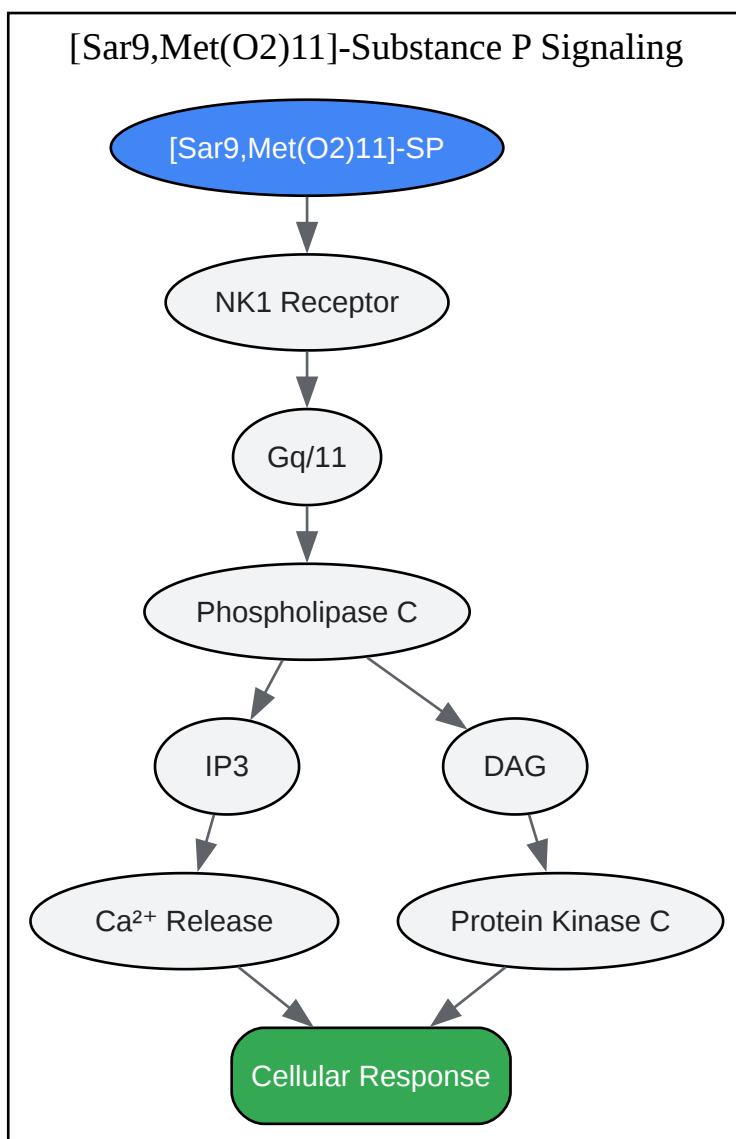 [Sar9,Met(O2)11]-Substance P Signaling
[Sar9,Met(O2)11]-SP
NK1 Receptor
Gq/11
Phospholipase C
IP3
DAG
Ca²⁺ Release
Protein Kinase C
Cellular Response